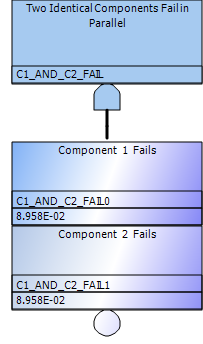 Two Identical Components Fail in
Parallel
C1_AND_C2_FAIL
Component 1 Fails
C1_AND_C2_FAIL0
8.958E-02
Component 2 Fails
C1_AND_C2_FAIL1
8.958E-02